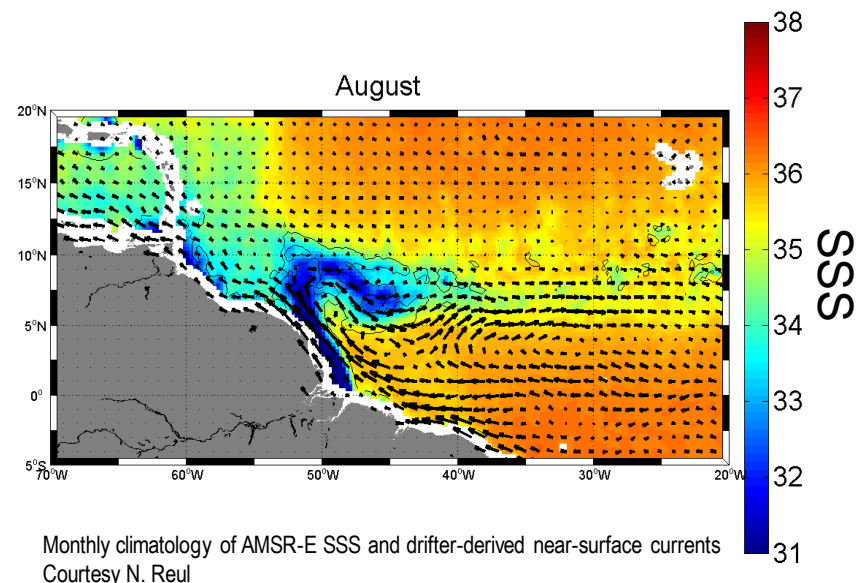 August
38
37
36
35
34
33
32
31
SSS
20°N
15°N
10°N
5°N
0°
5°S
70°W
60°W
50°W
40°W
30°W
20°W
Monthly climatology of AMSR-E SSS and drifter-derived near-surface currents
Courtesy N. Reul